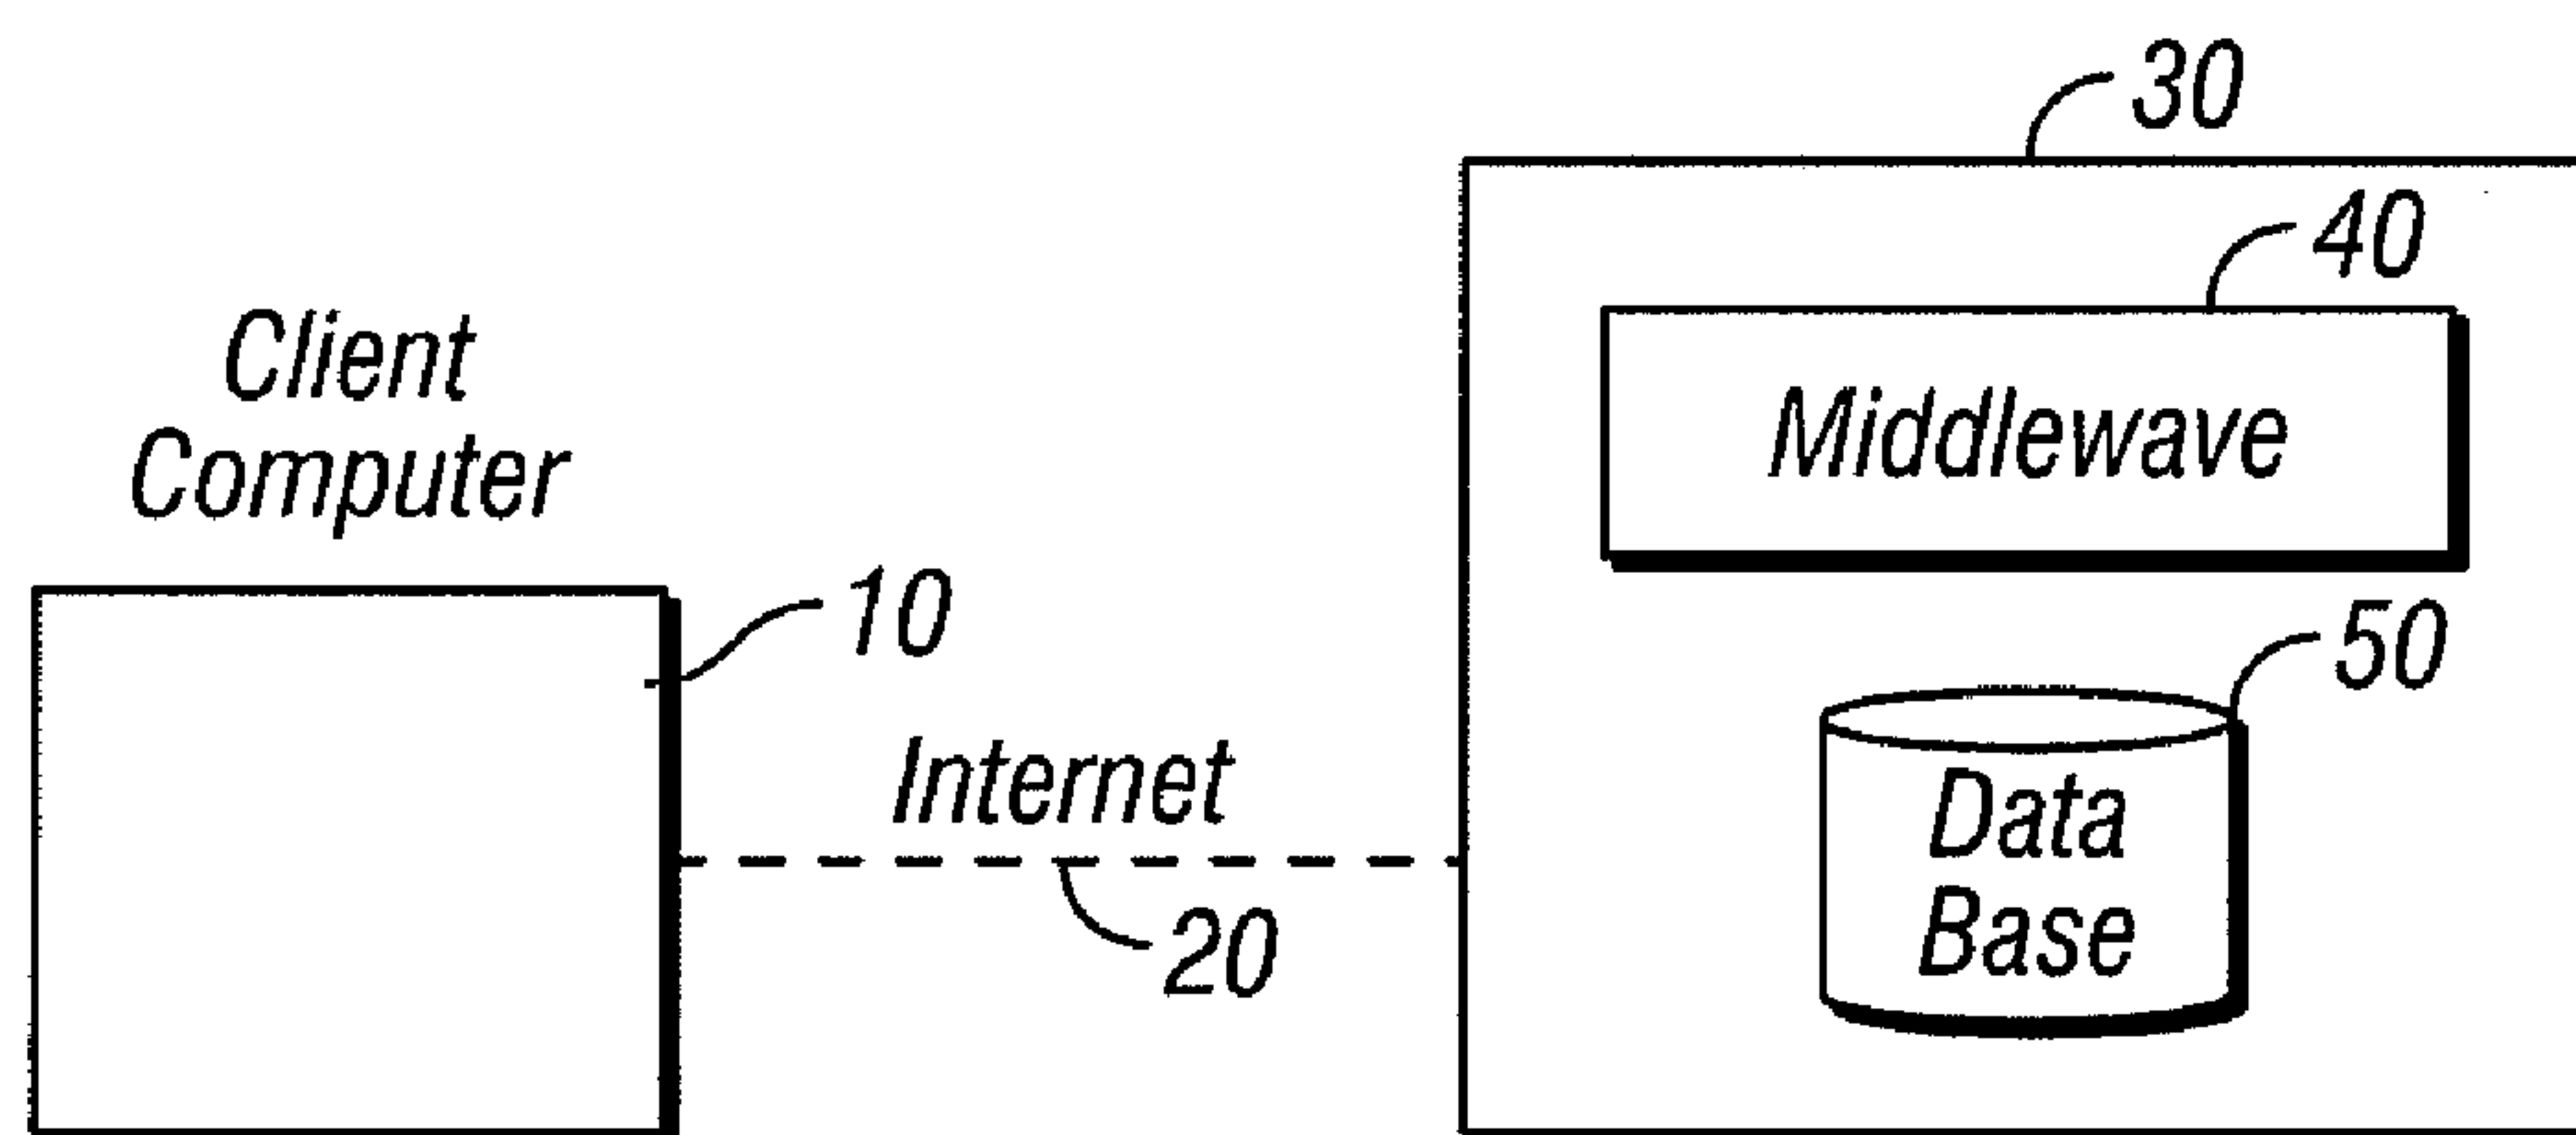 30
40
Client
Computer
Middlewave
10
50
Internet
Data
Base
20